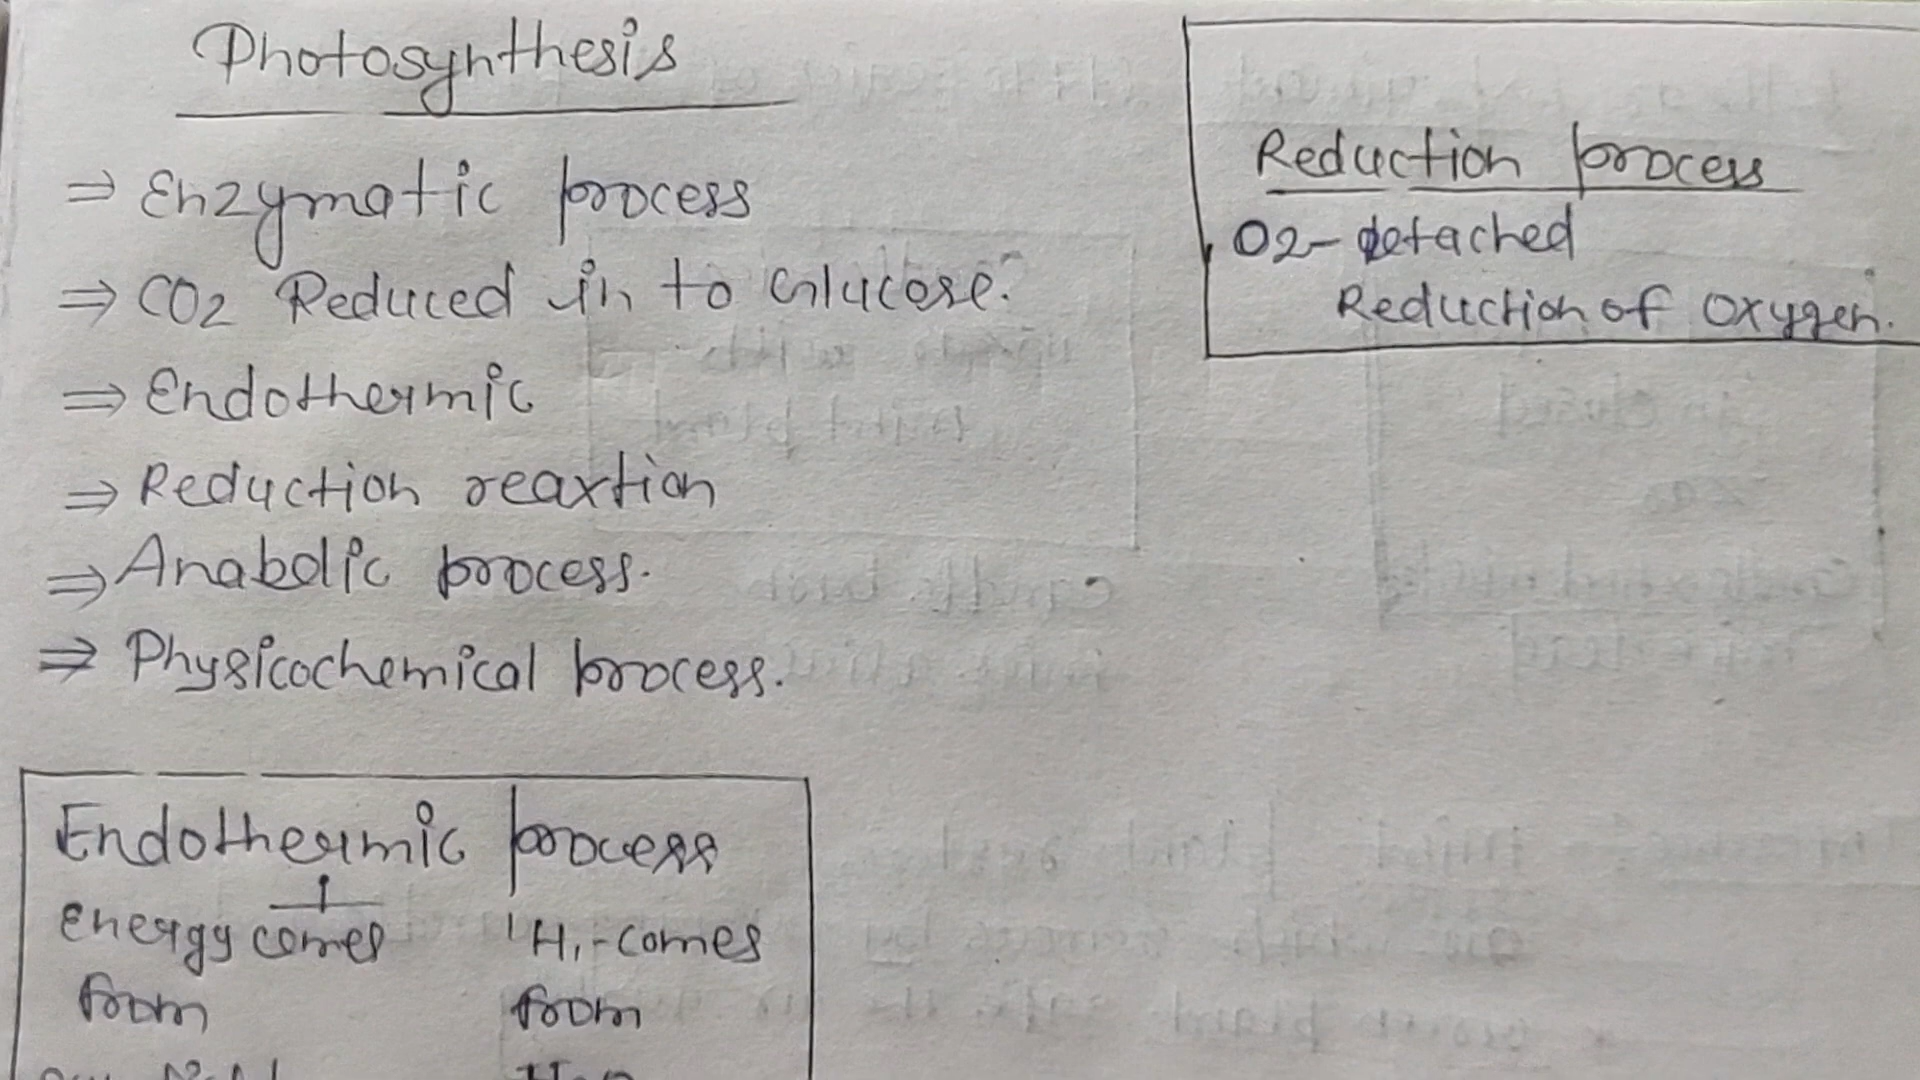 Photosynthesis
⇒ Enzymatic process
⇒ CO2 Reduced in to Glucose.
⇒ Endothermic
⇒ Reduction reaxtion
⇒ Anabolic process.
⇒ Physicochemical process.
Reduction process
O2- detached
Reduction of oxygen.
Endothermic process
Energy comes
from
'H'-comes
from